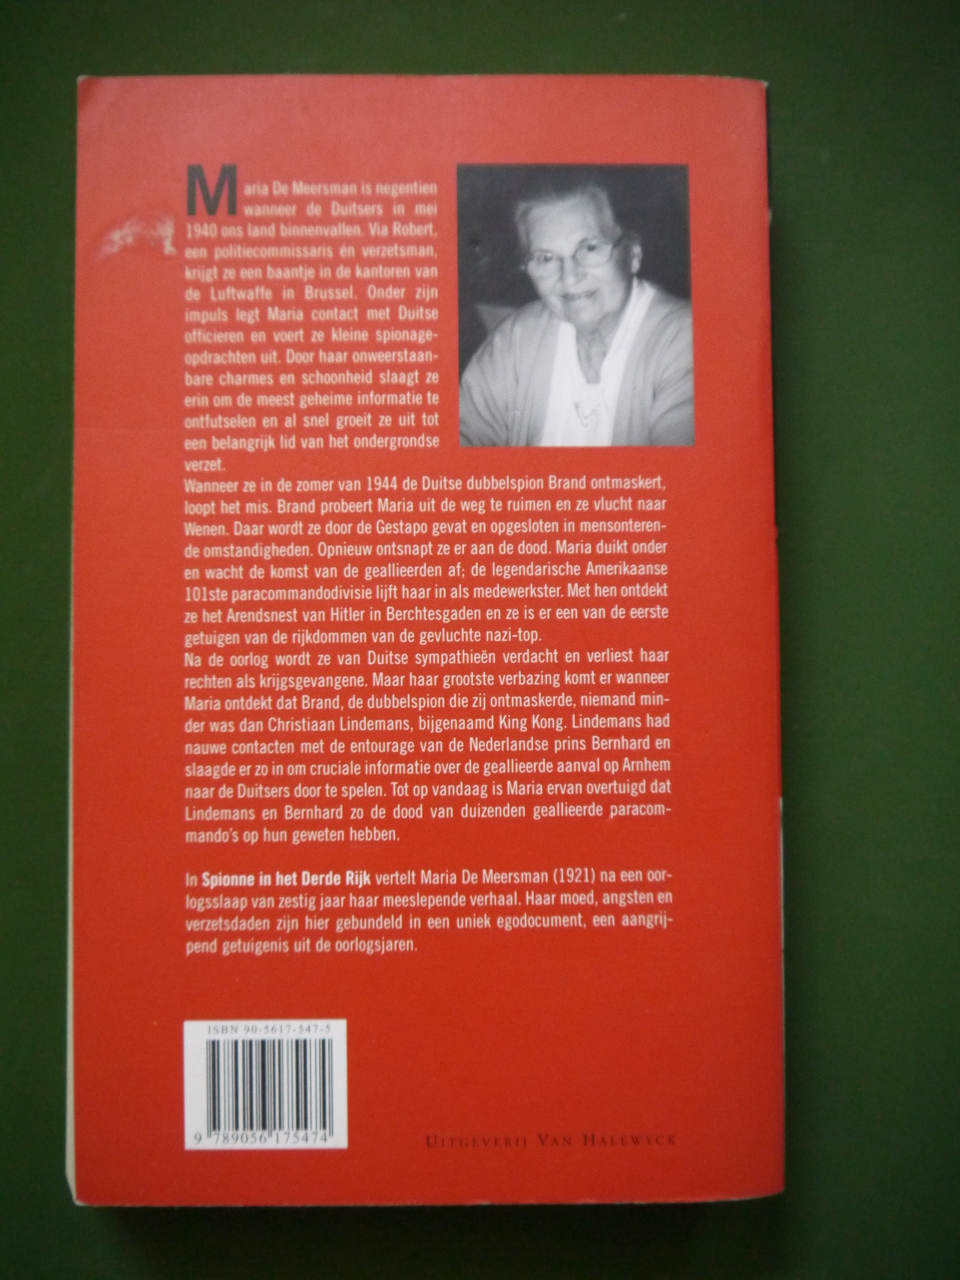 Maria De Meersman is negentien
wanneer de Duitsers in mei
1940 ons land binnenvallen. Via Robert,
een politiecommissaris én verzetsman,
krijgt ze een baantje in de kantoren van
de Luftwaffe in Brussel. Onder zijn
impuls legt Maria contact met Duitse
officieren en voert ze kleine spionage-
opdrachten uit. Door haar onweerstaan-
bare charmes en schoonheid slaagt ze
erin om de meest geheime informatie te
ontfutselen en al snel groeit ze uit tot
een belangrijk lid van het ondergrondse
verzet.
Wanneer ze in de zomer van 1944 de Duitse dubbelspion Brand ontmaskert,
loopt het mis. Brand probeert Maria uit de weg te ruimen en ze vlucht naar
Wenen. Daar wordt ze door de Gestapo gevat en opgesloten in mensonteren-
de omstandigheden. Opnieuw ontsnapt ze er aan de dood. Maria duikt onder
en wacht de komst van de geallieerden af; de legendarische Amerikaanse
101ste paracommandodivisie lijft haar in als medewerkster. Met hen ontdekt
ze het Arendsnest van Hitler in Berchtesgaden en ze is er een van de eerste
getuigen van de rijkdommen van de gevluchte nazi-top.
Na de oorlog wordt ze van Duitse sympathieën verdacht en verliest haar
rechten als krijgsgevangene. Maar haar grootste verbazing komt er wanneer
Maria ontdekt dat Brand, de dubbelspion die zij ontmaskerde, niemand min-
der was dan Christiaan Lindemans, bijgenaamd King Kong. Lindemans had
nauwe contacten met de entourage van de Nederlandse prins Bernhard en
slaagde er zo in om cruciale informatie over de geallieerde aanval op Arnhem
naar de Duitsers door te spelen. Tot op vandaag is Maria ervan overtuigd dat
Lindemans en Bernhard zo de dood van duizenden geallieerde paracom-
mando's op hun geweten hebben.
In Spionne in het Derde Rijk vertelt Maria De Meersman (1921) na een oor-
logsslaap van zestig jaar haar meeslepende verhaal. Haar moed, angsten en
verzetsdaden zijn hier gebundeld in een uniek egodocument, een aangrij-
pend getuigenis uit de oorlogsjaren.
ISBN 90-5617-547-5
9 789056 175474
Uitgeverij Van Halewyck